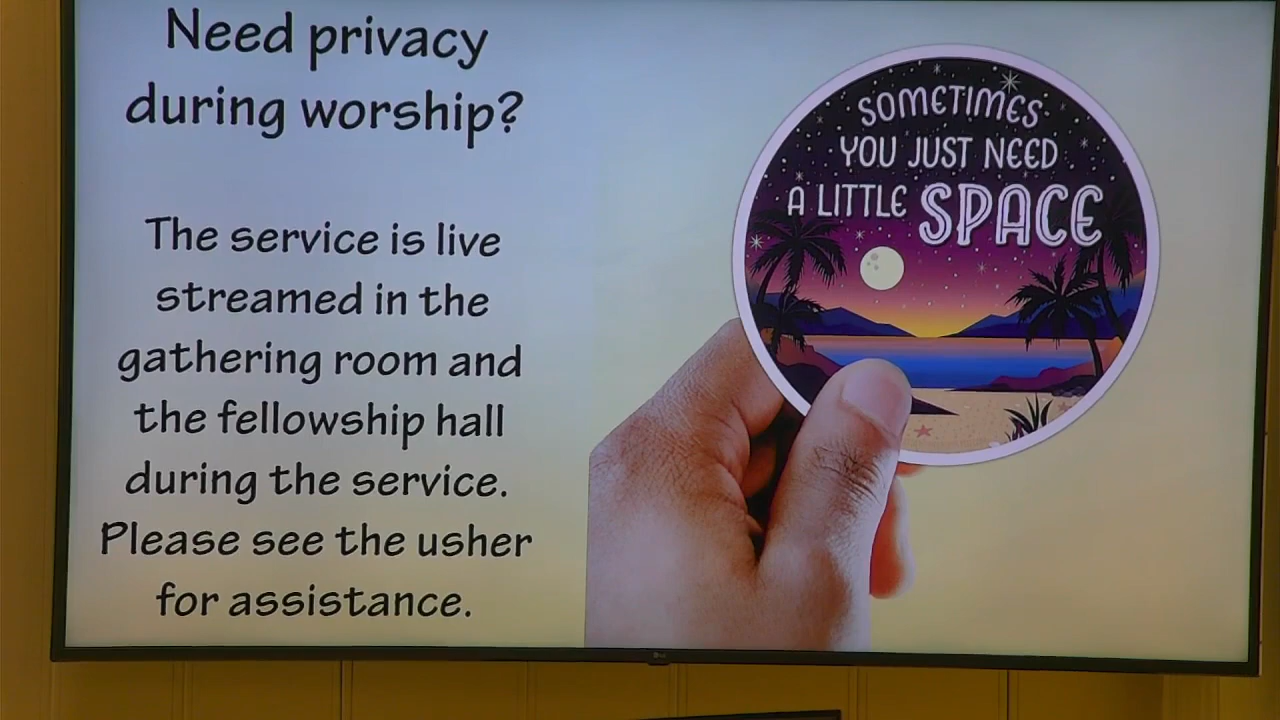 Need privacy
during worship?
The service is live
streamed in the
gathering room and
the fellowship hall
during the service.
Please see the usher
for assistance.
SOMETIMES
YOU JUST NEED
A LITTLE SPACE
LG